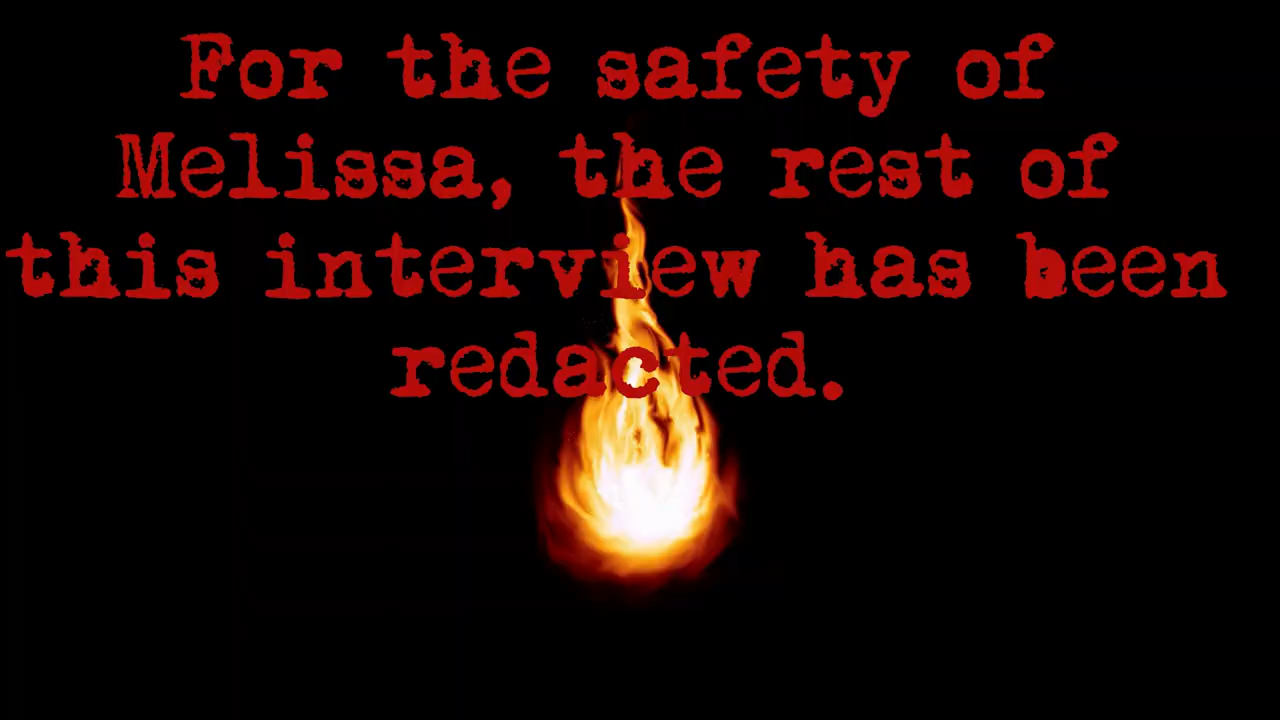 For the safety of
Melissa, the rest of
this interview has been
redacted.